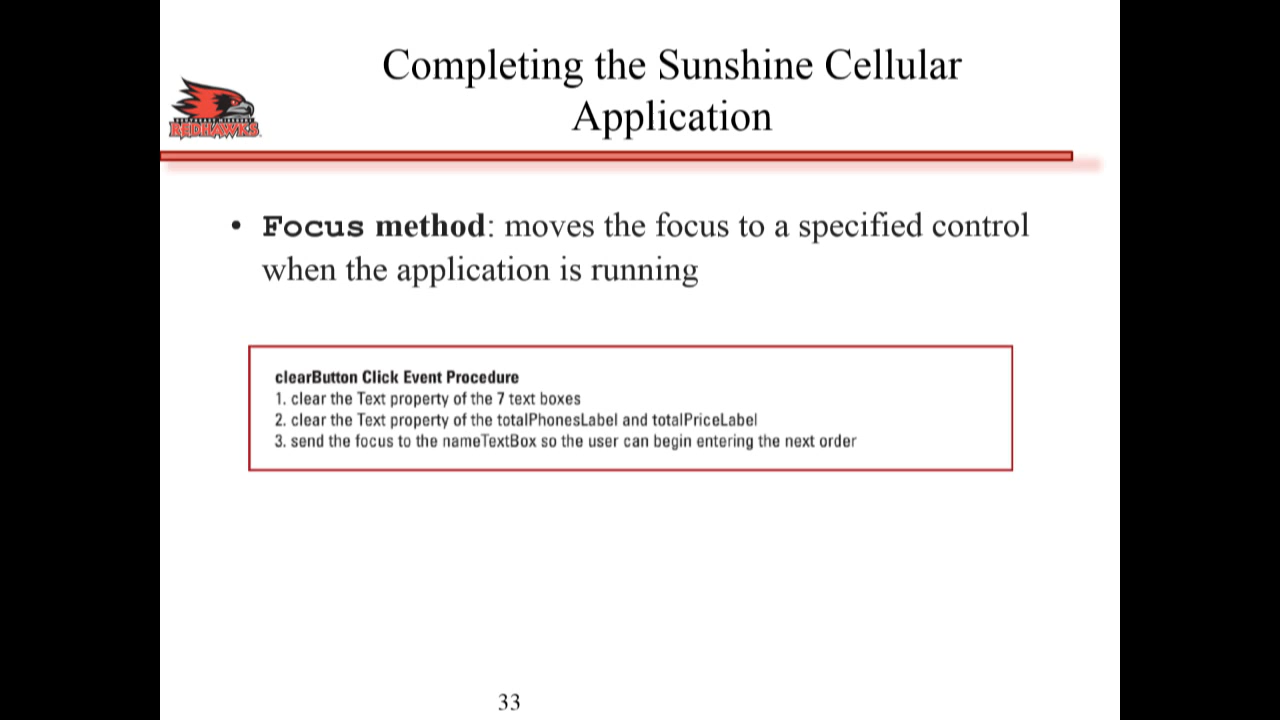 Completing the Sunshine Cellular
Application
REDHAWKS
• Focus method: moves the focus to a specified control
when the application is running
clearButton Click Event Procedure
1. clear the Text property of the 7 text boxes
2. clear the Text property of the totalPhonesLabel and totalPriceLabel
3. send the focus to the nameTextBox so the user can begin entering the next order
33